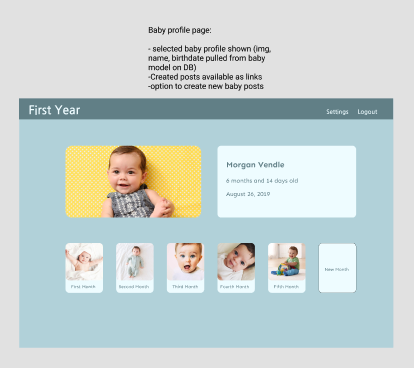 Baby profile page:
- selected baby profile shown (img,
name, birthdate pulled from baby
model on DB)
-Created posts available as links
-option to create new baby posts
First Year
Settings Logout
Morgan Vendle
6 months and 14 days old
August 26, 2019
First Month Second Month Third Month Fourth Month Fifth Month New Month